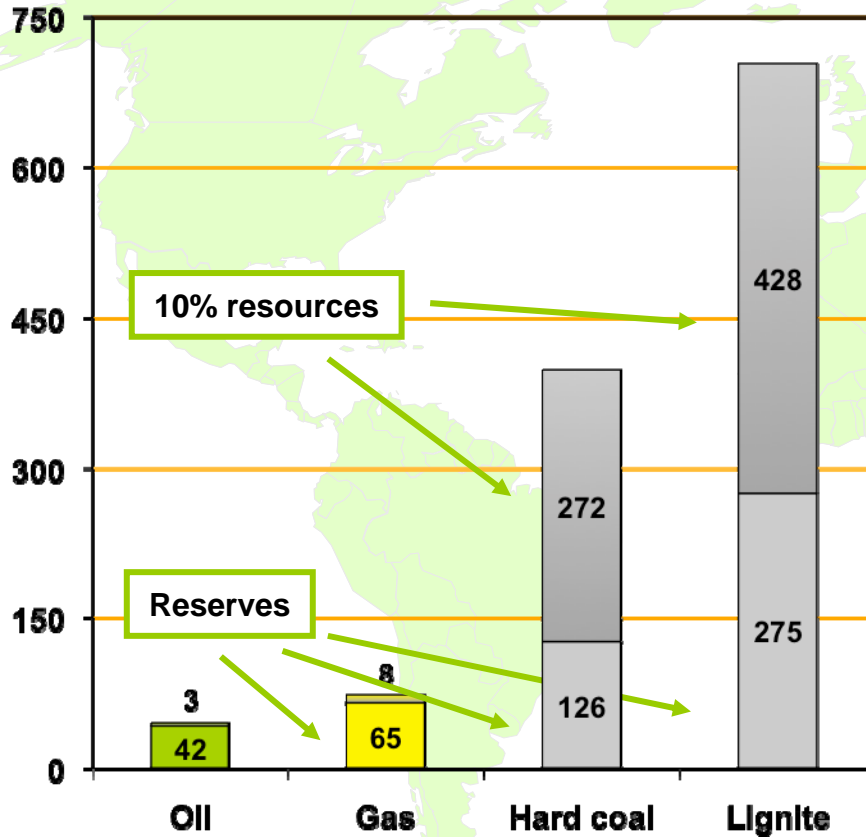 750
600
450
300
150
0
10% resources
Reserves
3
42
8
65
272
126
428
275
Oil
Gas
Hard coal
Lignite